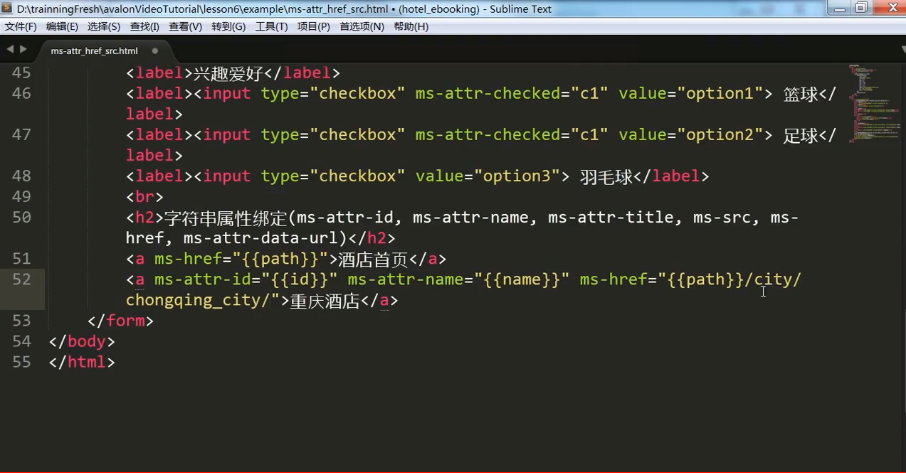 D:\trainningFresh\avalonVideoTutorial\lesson6\example\ms-attr_href_src.html • (hotel_ebooking) - Sublime Text
文件(F) 编辑(E) 选择(S) 查找(I) 查看(V) 转到(G) 工具(T) 项目(P) 首选项(N) 帮助(H)
ms-attr_href_src.html
45 <label>兴趣爱好</label>
46 <label><input type="checkbox" ms-attr-checked="c1" value="option1"> 篮球</
label>
47 <label><input type="checkbox" ms-attr-checked="c1" value="option2"> 足球</
label>
48 <label><input type="checkbox" value="option3"> 羽毛球</label>
49 <br>
50 <h2>字符串属性绑定(ms-attr-id, ms-attr-name, ms-attr-title, ms-src, ms-
href, ms-attr-data-url)</h2>
51 <a ms-href="{{path}}">酒店首页</a>
52 <a ms-attr-id="{{id}}" ms-attr-name="{{name}}" ms-href="{{path}}/city/
chongqing_city/">重庆酒店</a>
53 </form>
54 </body>
55 </html>